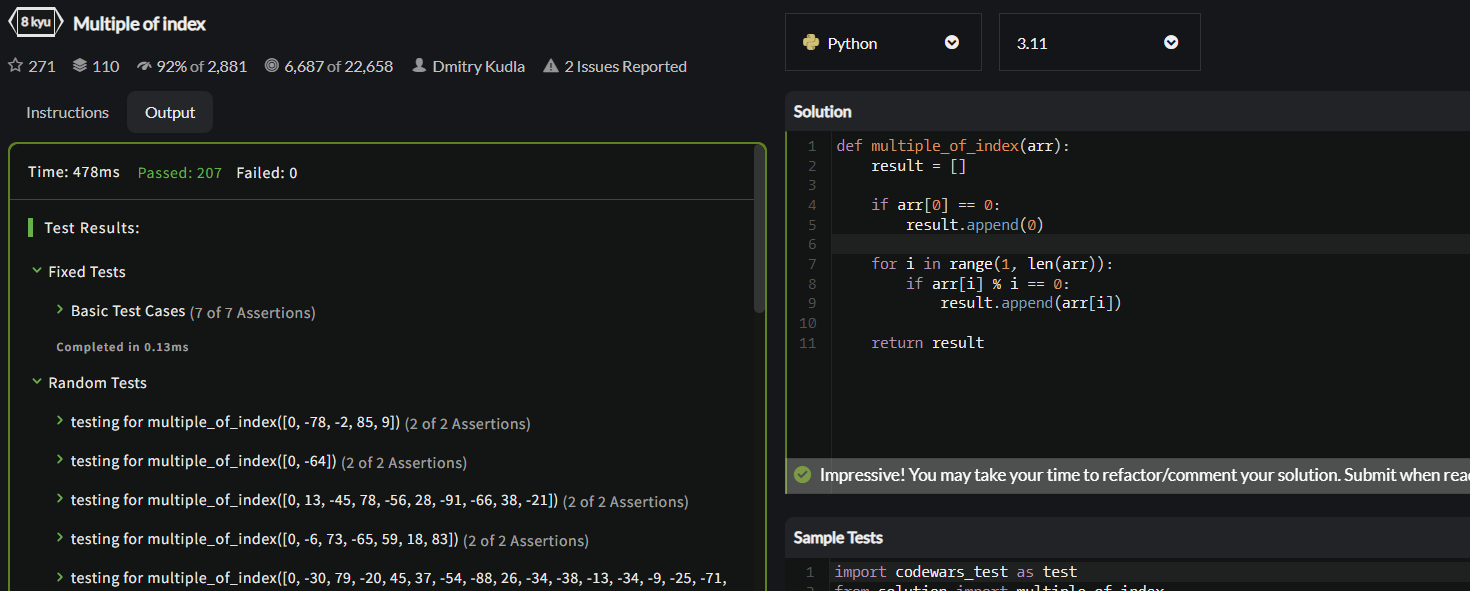 8 kyu Multiple of index
271 110 92% of 2,881 6,687 of 22,658 Dmitry Kudla 2 Issues Reported
Instructions Output
Time: 478ms Passed: 207 Failed: 0
Test Results:
Fixed Tests
Basic Test Cases (7 of 7 Assertions)
Completed in 0.13ms
Random Tests
testing for multiple_of_index([0, -78, -2, 85, 9]) (2 of 2 Assertions)
testing for multiple_of_index([0, -64]) (2 of 2 Assertions)
testing for multiple_of_index([0, 13, -45, 78, -56, 28, -91, -66, 38, -21]) (2 of 2 Assertions)
testing for multiple_of_index([0, -6, 73, -65, 59, 18, 83]) (2 of 2 Assertions)
testing for multiple_of_index([0, -30, 79, -20, 45, 37, -54, -88, 26, -34, -38, -13, -34, -9, -25, -71,
Python 3.11
Solution
1 def multiple_of_index(arr):
2     result = []
3
4     if arr[0] == 0:
5         result.append(0)
6
7     for i in range(1, len(arr)):
8         if arr[i] % i == 0:
9             result.append(arr[i])
10
11     return result
Impressive! You may take your time to refactor/comment your solution. Submit when
Sample Tests
1 import codewars_test as test
from solution import multiple_of_index